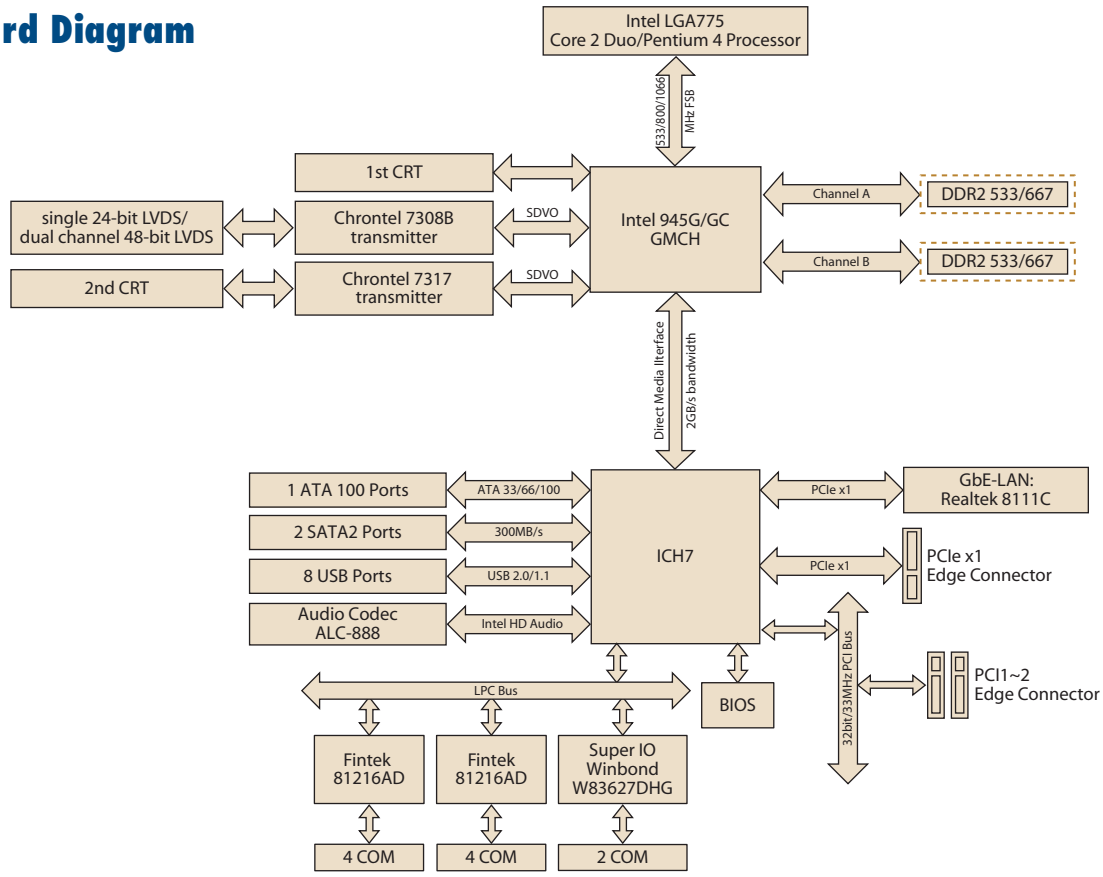 rd Diagram
Intel LGA775
Core 2 Duo/Pentium 4 Processor
533/800/1066
MHz FSB
1st CRT
single 24-bit LVDS/
dual channel 48-bit LVDS
Chrontel 7308B
transmitter
SDVO
2nd CRT
Chrontel 7317
transmitter
SDVO
Intel 945G/GC
GMCH
Channel A
DDR2 533/667
Channel B
DDR2 533/667
Direct Media IIterface
2GB/s bandwidth
1 ATA 100 Ports
ATA 33/66/100
2 SATA2 Ports
300MB/s
8 USB Ports
USB 2.0/1.1
Audio Codec
ALC-888
Intel HD Audio
ICH7
PCIe x1
GbE-LAN:
Realtek 8111C
PCIe x1
PCIe x1
Edge Connector
32bit/33MHz PCI Bus
PCI1~2
Edge Connector
LPC Bus
BIOS
Fintek
81216AD
Fintek
81216AD
Super IO
Winbond
W83627DHG
4 COM
4 COM
2 COM